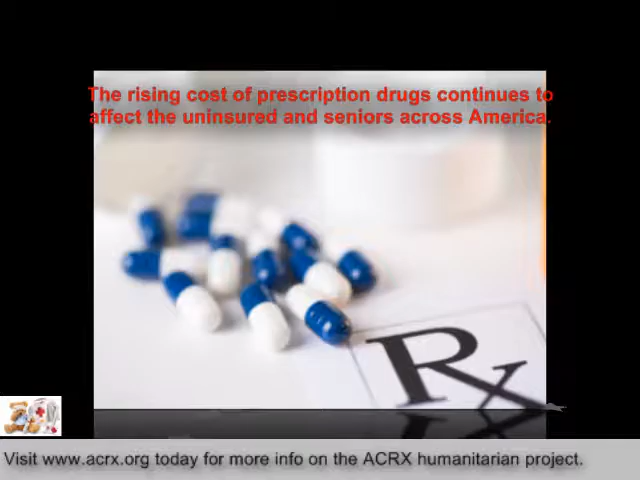 The rising cost of prescription drugs continues to
affect the uninsured and seniors across America.
Rx
Visit www.acrx.org today for more info on the ACRX humanitarian project.